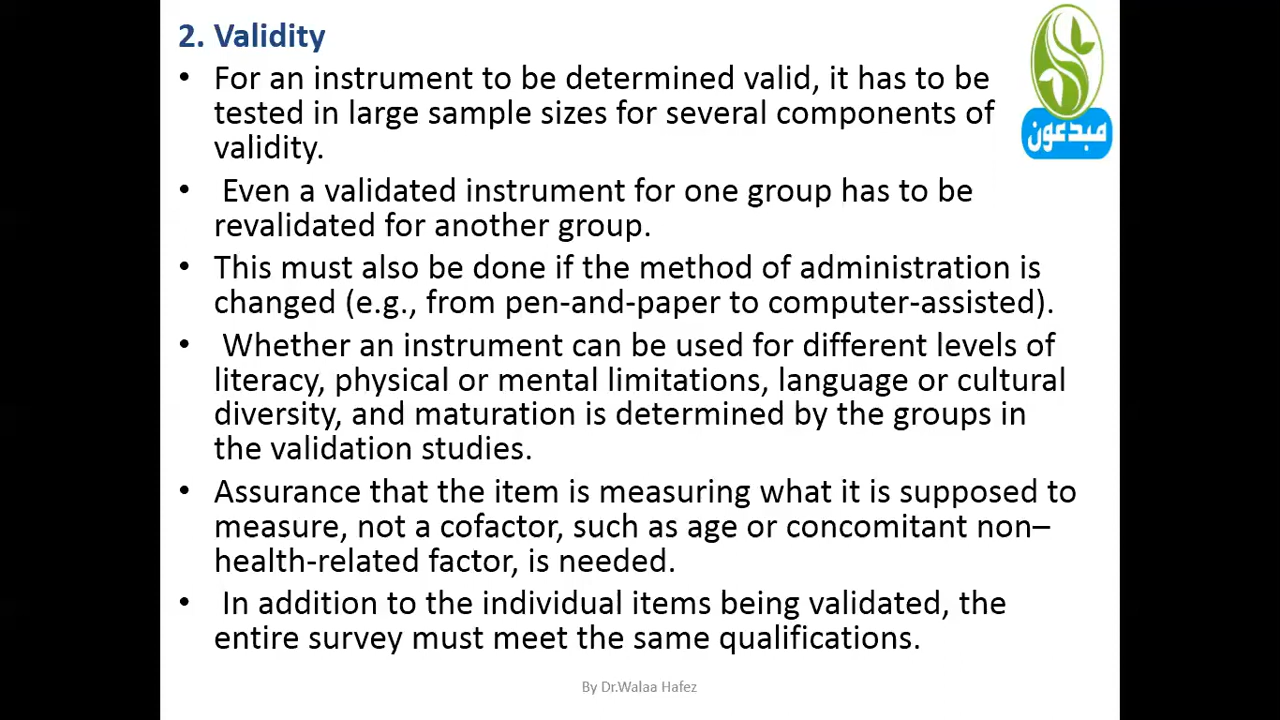 2. Validity
• For an instrument to be determined valid, it has to be
tested in large sample sizes for several components of
validity.
• Even a validated instrument for one group has to be
revalidated for another group.
• This must also be done if the method of administration is
changed (e.g., from pen-and-paper to computer-assisted).
• Whether an instrument can be used for different levels of
literacy, physical or mental limitations, language or cultural
diversity, and maturation is determined by the groups in
the validation studies.
• Assurance that the item is measuring what it is supposed to
measure, not a cofactor, such as age or concomitant non–
health-related factor, is needed.
• In addition to the individual items being validated, the
entire survey must meet the same qualifications.
By Dr.Walaa Hafez
مبدعون